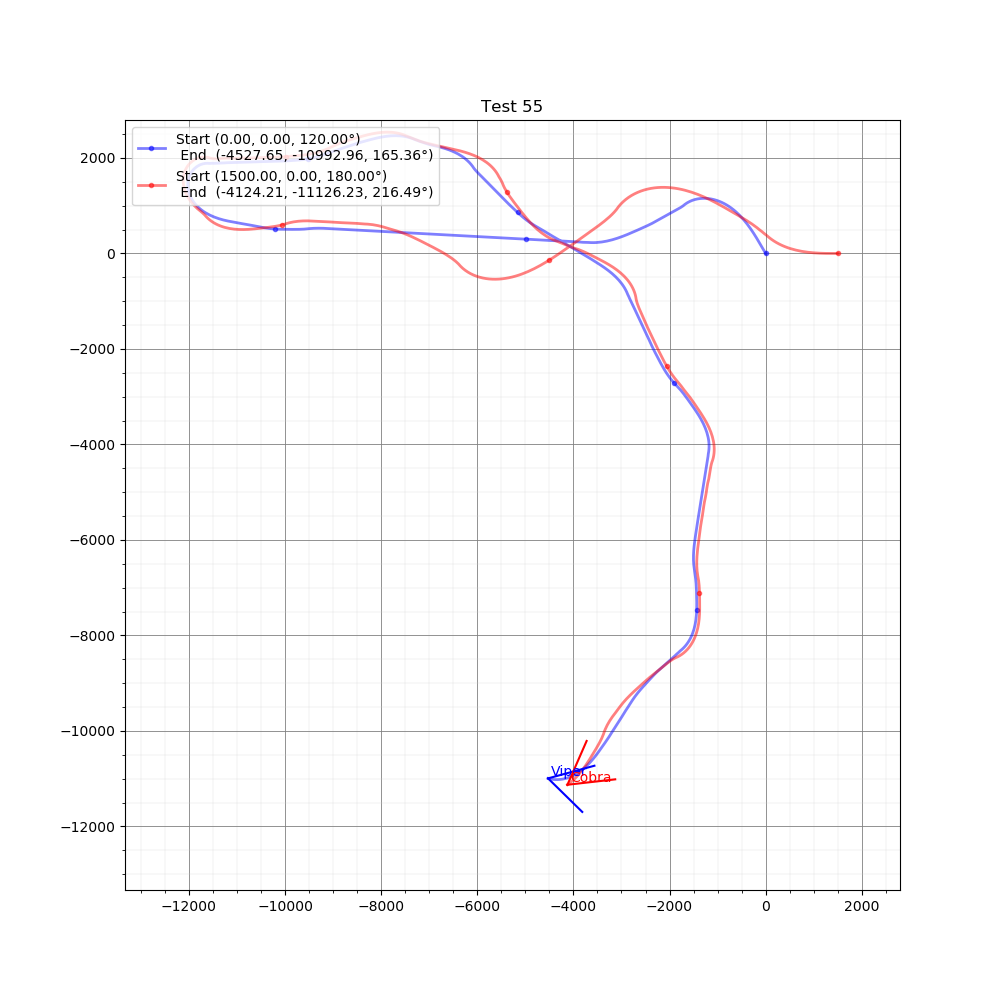 Test 55
Start (0.00, 0.00, 120.00°)
End  (-4527.65, -10992.96, 165.36°)
Start (1500.00, 0.00, 180.00°)
End  (-4124.21, -11126.23, 216.49°)
2000
0
−2000
−4000
−6000
−8000
−10000
−12000
Viper
Cobra
−12000 −10000 −8000 −6000 −4000 −2000 0 2000